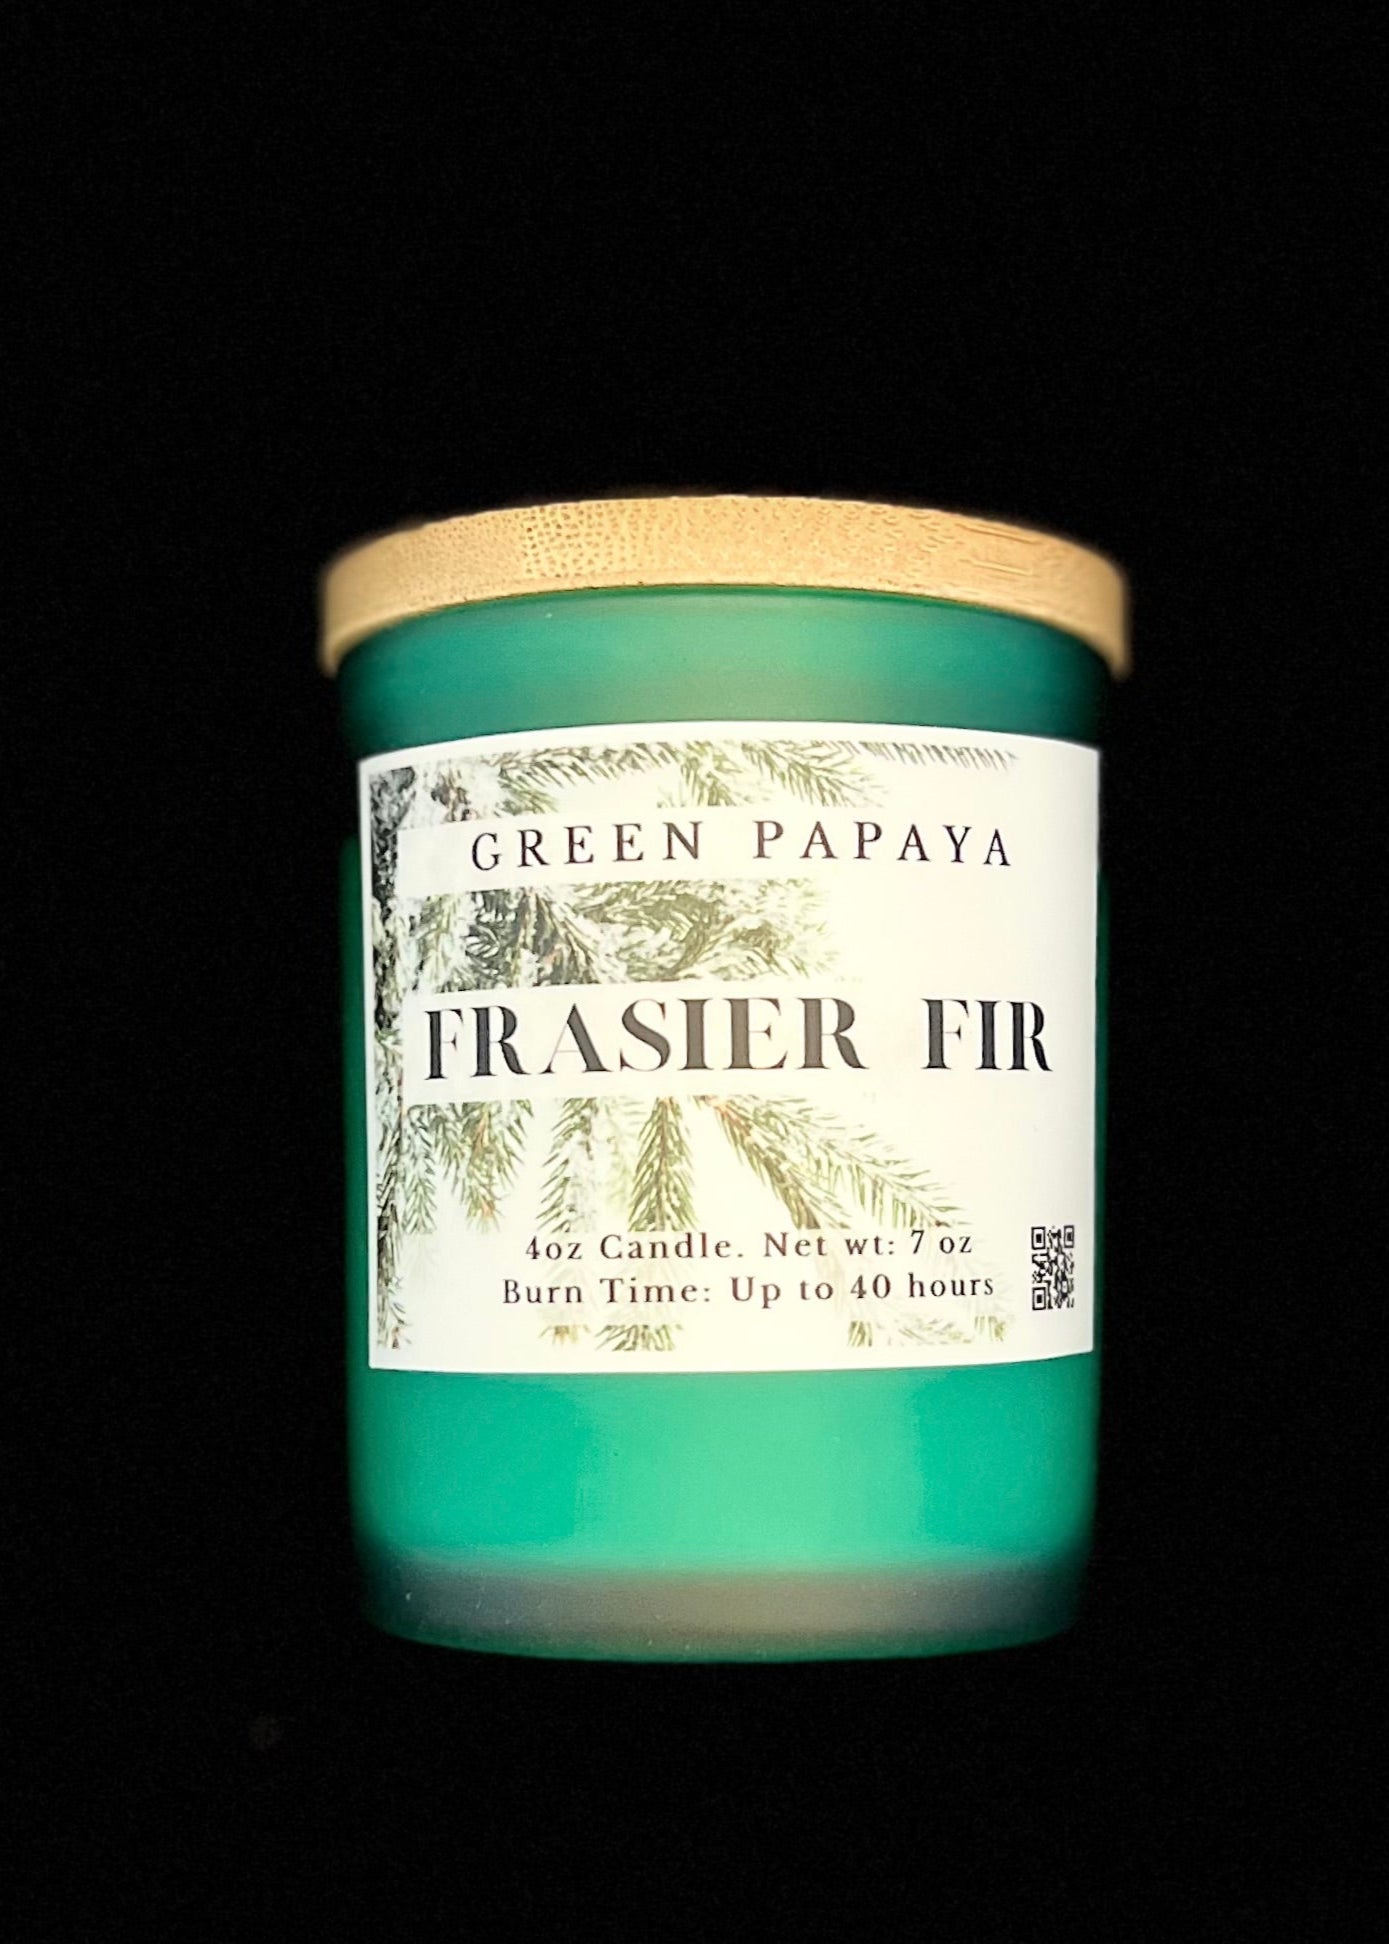 GREEN PAPAYA
FRASIER FIR
4oz Candle. Net wt: 7 oz
Burn Time: Up to 40 hours